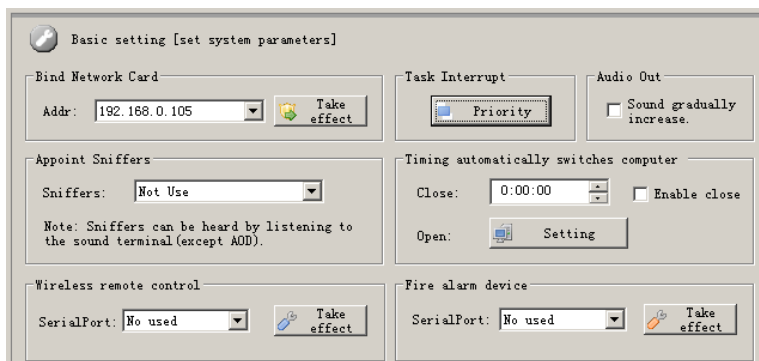 Basic setting [set system parameters]
Bind Network Card
Addr: 192.168.0.105 Take effect
Task Interrupt
Priority
Audio Out
Sound gradually increase.
Appoint Sniffers
Sniffers: Not Use
Note: Sniffers can be heard by listening to
the sound terminal(except AOD).
Timing automatically switches computer
Close: 0:00:00 Enable close
Open: Setting
Wireless remote control
SerialPort: No used Take effect
Fire alarm device
SerialPort: No used Take effect